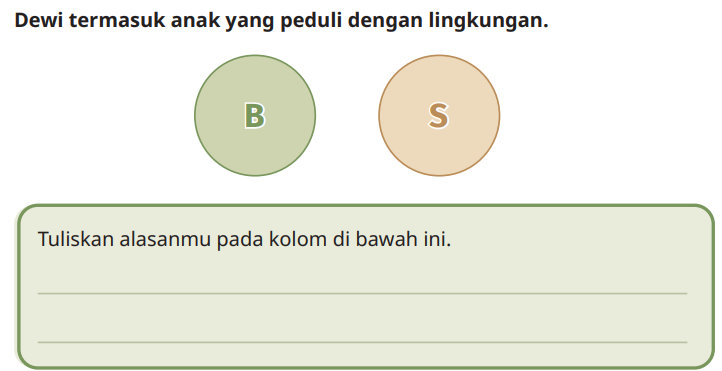 Dewi termasuk anak yang peduli dengan lingkungan.
B S
Tuliskan alasanmu pada kolom di bawah ini.